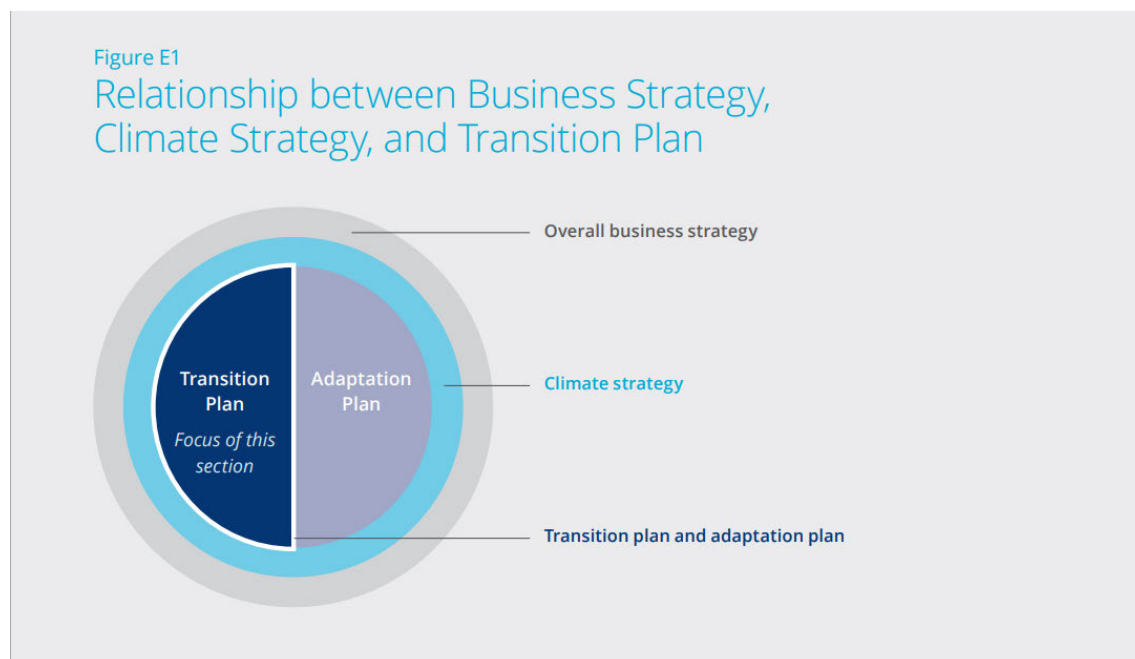 Figure E1
Relationship between Business Strategy,
Climate Strategy, and Transition Plan
Overall business strategy
Transition
Plan
Focus of this
section
Adaptation
Plan
Climate strategy
Transition plan and adaptation plan